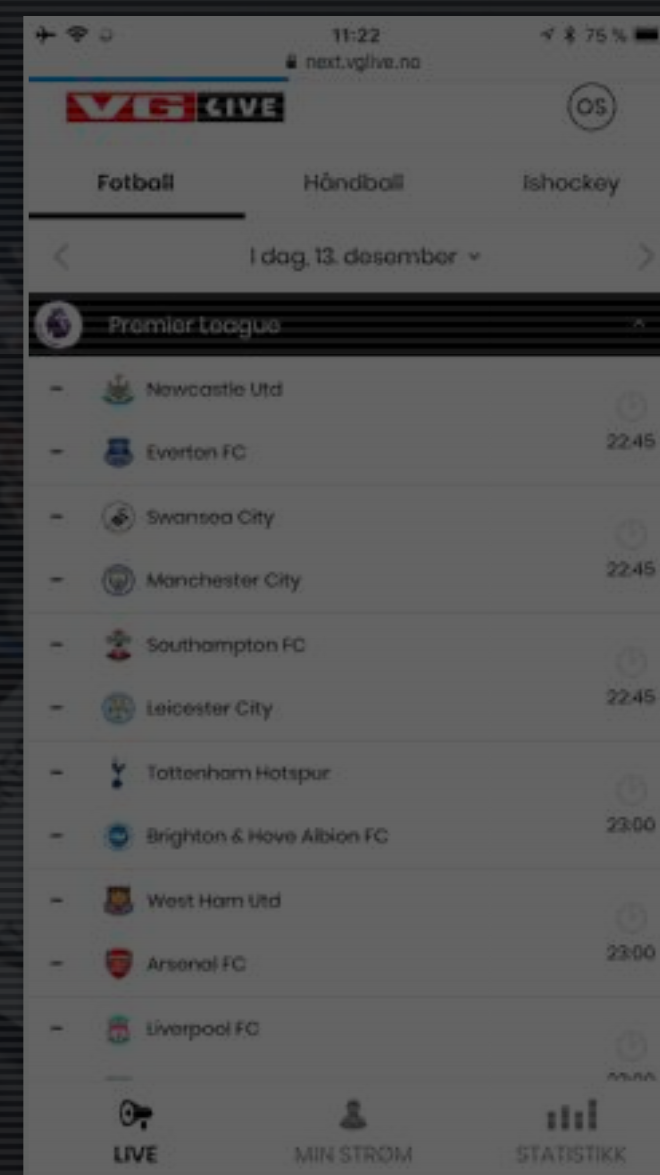 11:22
75 %
next.vglive.no
VG LIVE
OS
Fotball Håndball Ishockey
I dag, 13. desember
Premier League
- Newcastle Utd
- Everton FC
22:45
- Swansea City
- Manchester City
22:45
- Southampton FC
- Leicester City
22:45
- Tottenham Hotspur
- Brighton & Hove Albion FC
23:00
- West Ham Utd
- Arsenal FC
23:00
- Liverpool FC
LIVE MIN STRØM STATISTIKK